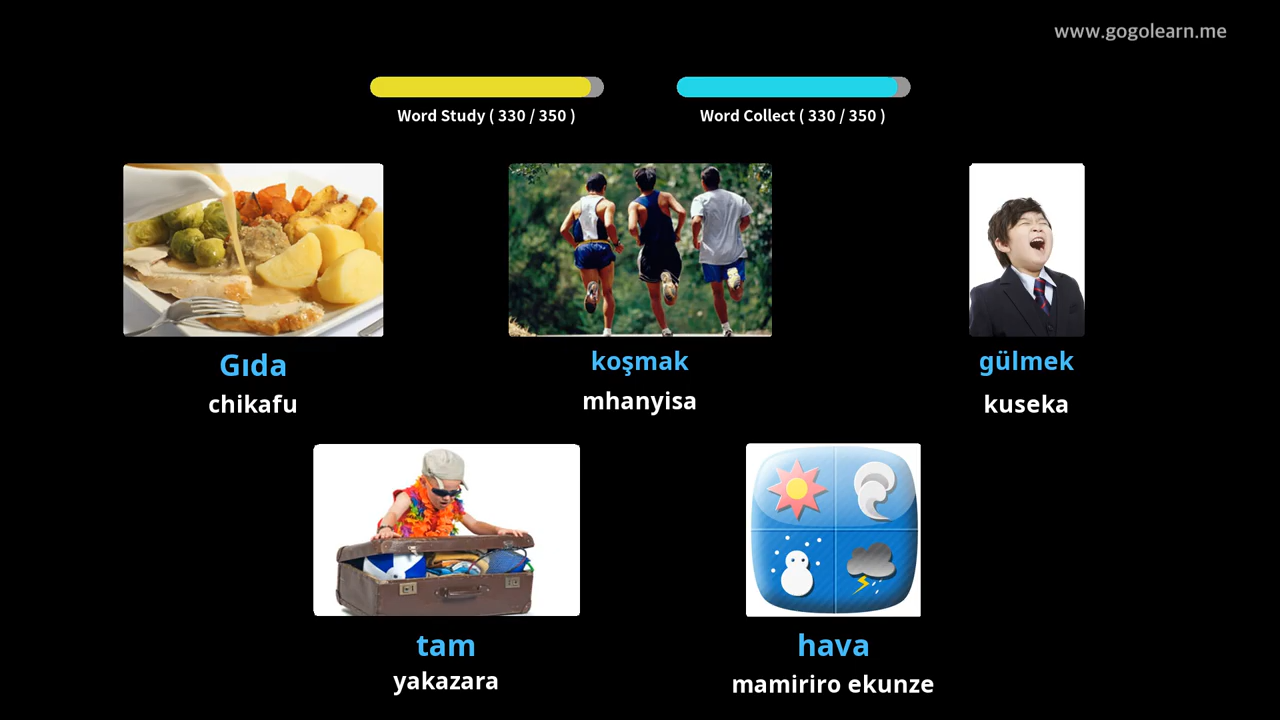 www.gogolearn.me
Word Study ( 330 / 350 )
Word Collect ( 330 / 350 )
Gıda
chikafu
koşmak
mhanyisa
gülmek
kuseka
tam
yakazara
hava
mamiriro ekunze